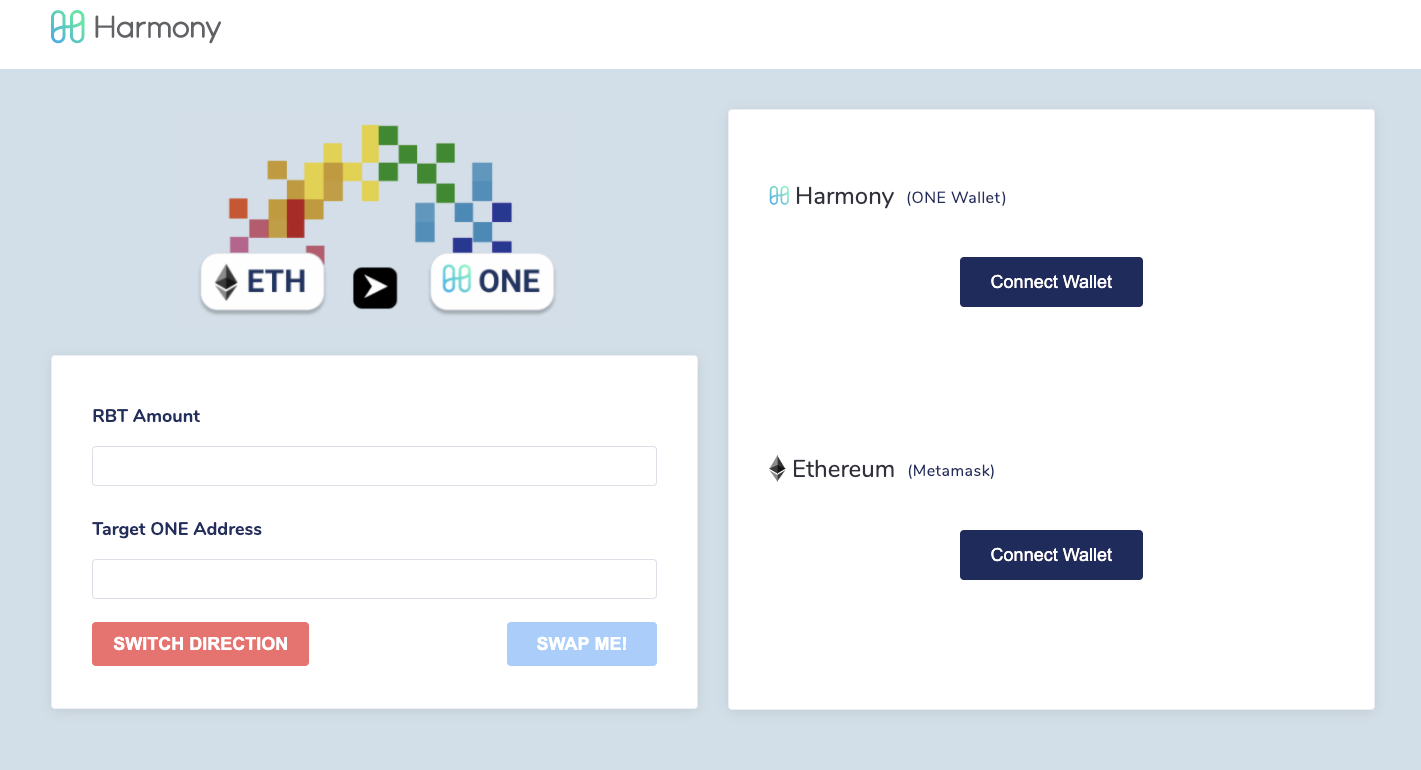 Harmony
ETH
ONE
RBT Amount
Target ONE Address
SWITCH DIRECTION
SWAP ME!
Harmony (ONE Wallet)
Connect Wallet
Ethereum (Metamask)
Connect Wallet